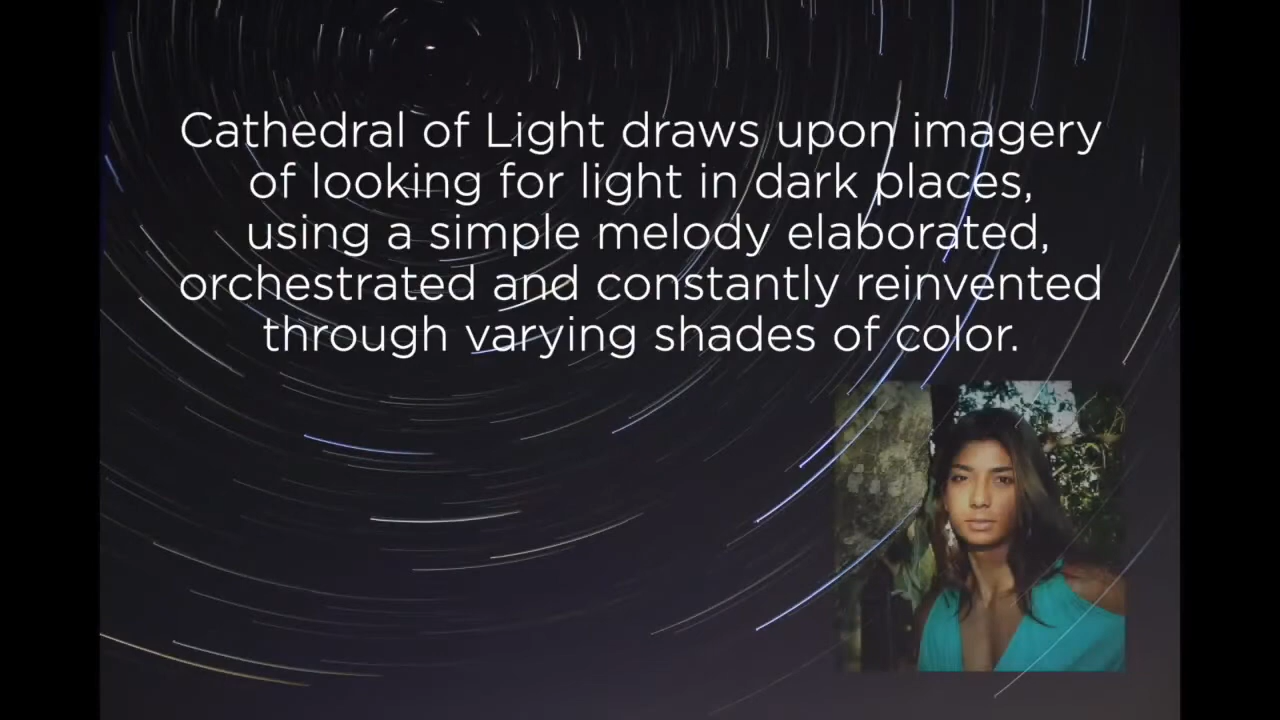 Cathedral of Light draws upon imagery
of looking for light in dark places,
using a simple melody elaborated,
orchestrated and constantly reinvented
through varying shades of color.